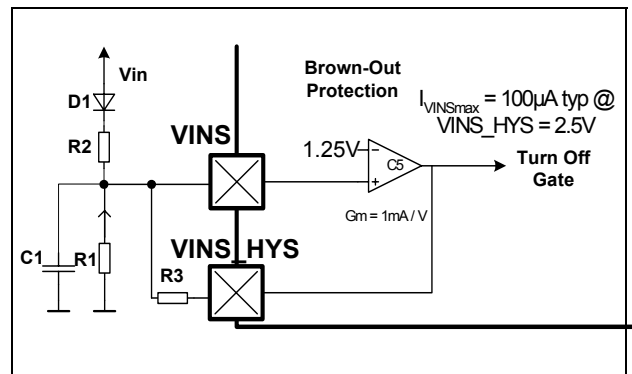 Vin
D1
R2
C1
R1
R3
VINS
VINS_HYS
Brown-Out
Protection
1.25V
C5
Gm = 1mA / V
I VINSmax = 100µA typ @
VINS_HYS = 2.5V
Turn Off
Gate